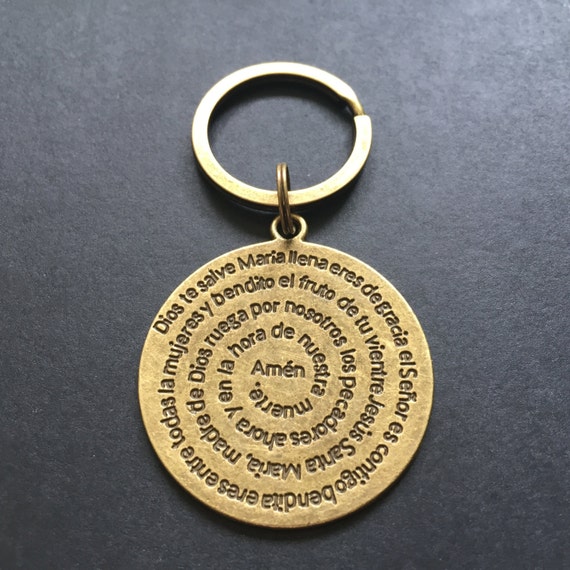 Dios te salve Maria llena eres de gracia el Señor es contigo bendita eres entre todas la mujeres y bendito el fruto de tu vientre Jesús Santa María, madre de Dios ruega por nosotros los pecadores ahora y en la hora de nuestra muerte.
Amén